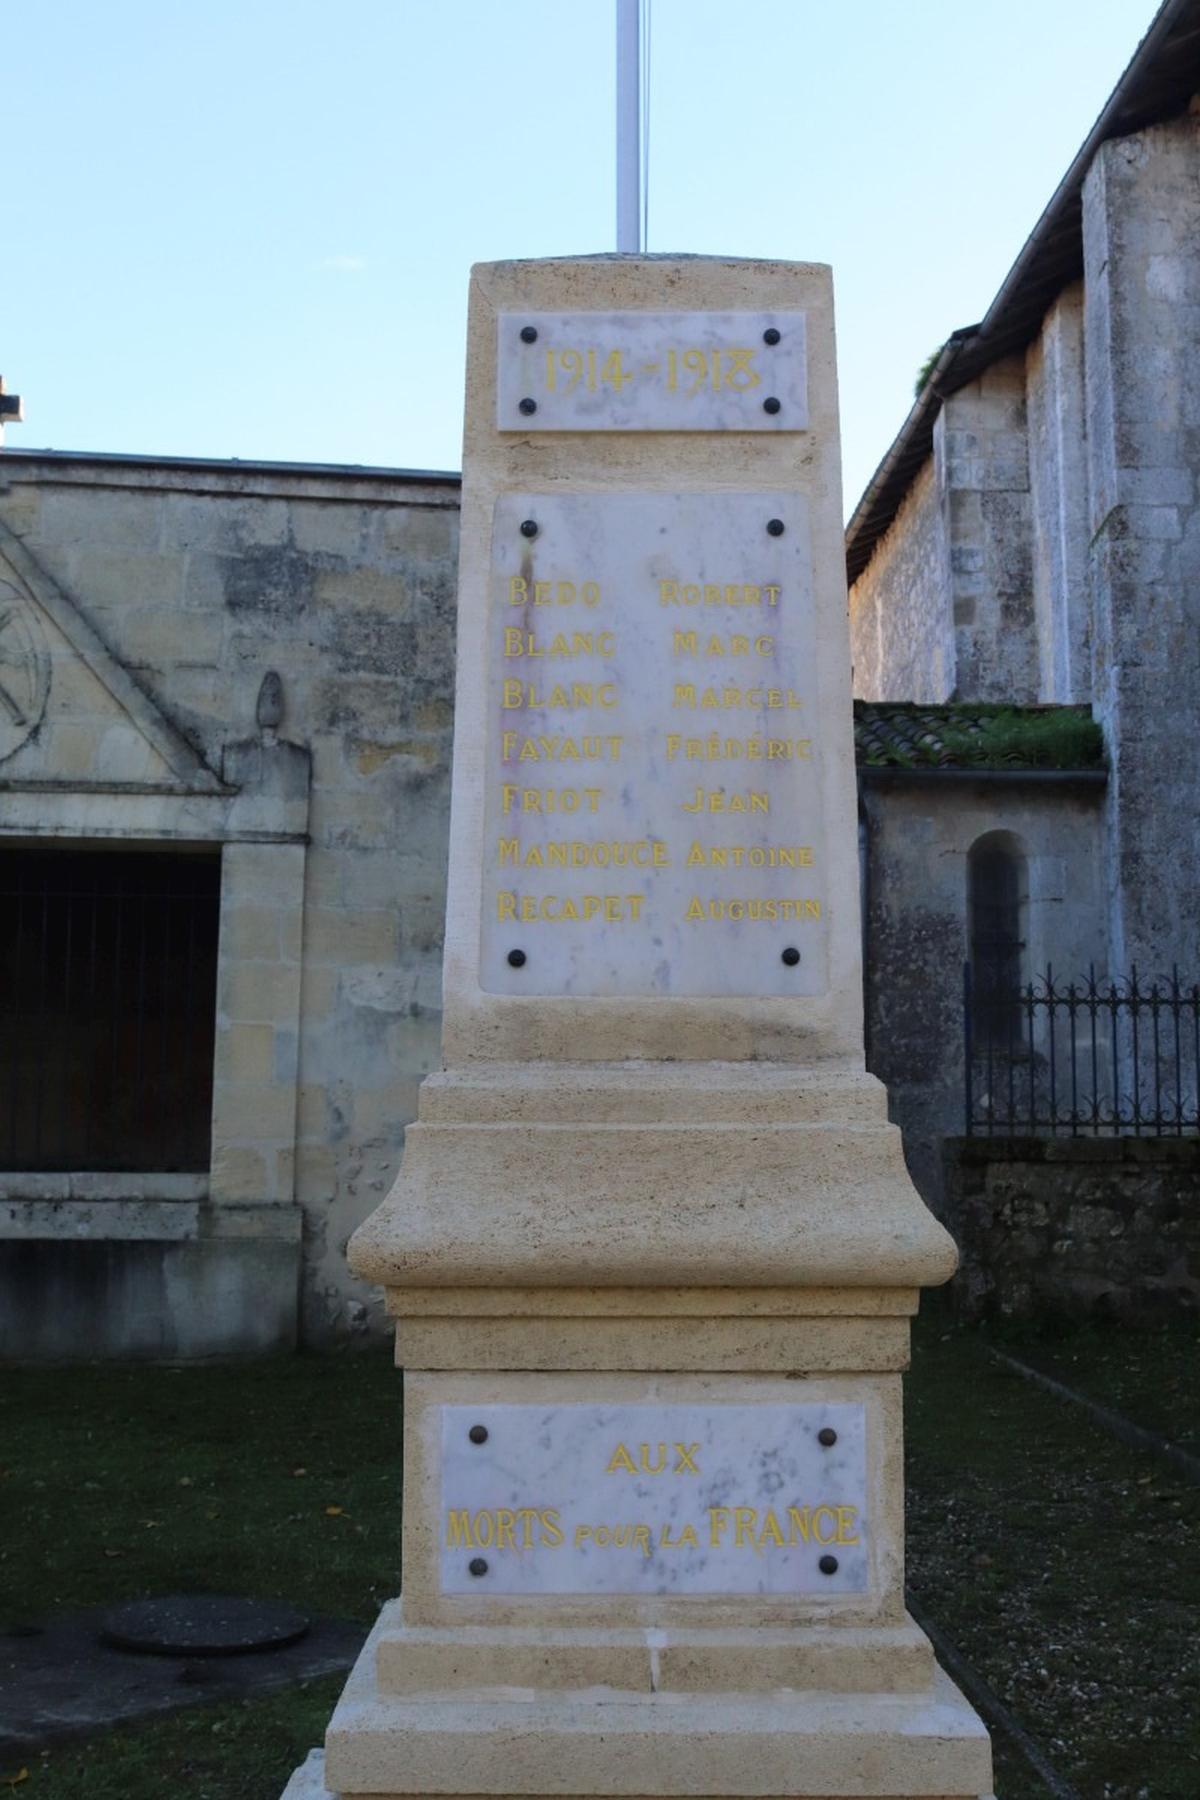 1914-1918
BEDO ROBERT
BLANC MARC
BLANC MARCEL
FAYAUT FRÉDÉRIC
FRIOT JEAN
MANDOUCE ANTOINE
RECAPET AUGUSTIN
AUX
MORTS POUR LA FRANCE